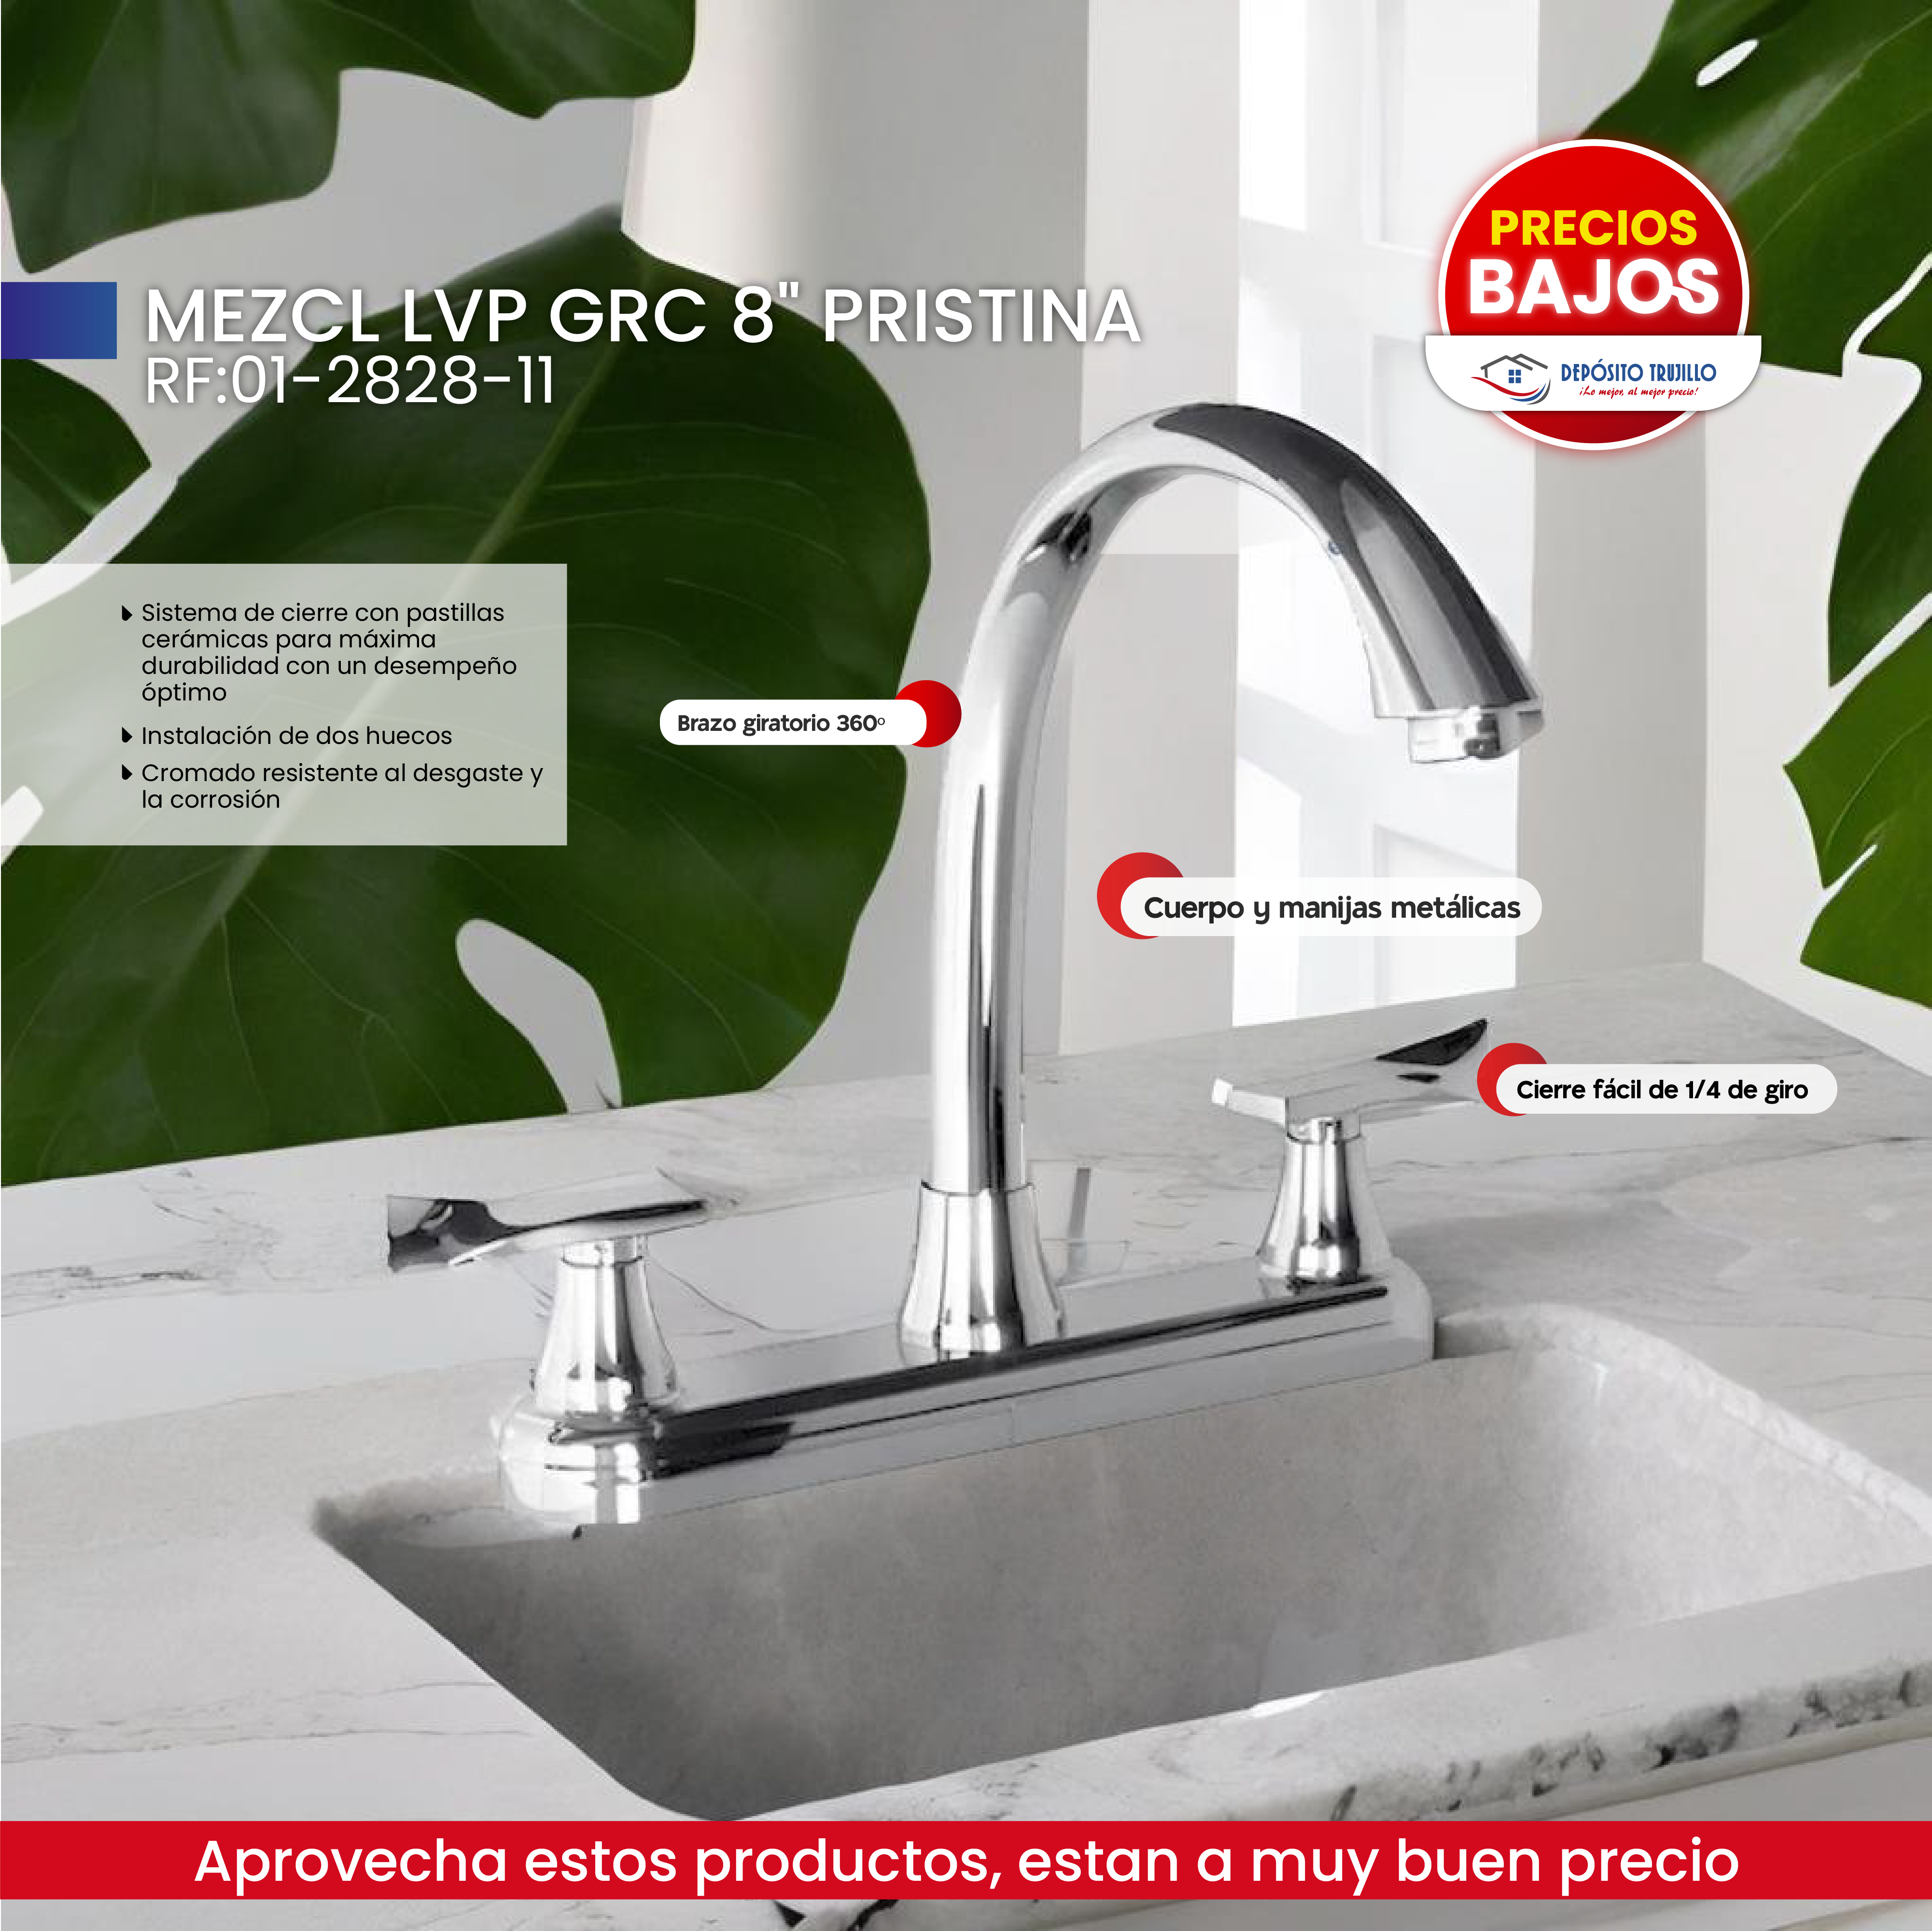 PRECIOS
BAJOS
DEPÓSITO TRUJILLO
¡Lo mejor, al mejor precio!
MEZCL LVP GRC 8" PRISTINA
RF:01-2828-11
Sistema de cierre con pastillas
cerámicas para máxima
durabilidad con un desempeño
óptimo
Instalación de dos huecos
Cromado resistente al desgaste y
la corrosión
Brazo giratorio 360º
Cuerpo y manijas metálicas
Cierre fácil de 1/4 de giro
Aprovecha estos productos, estan a muy buen precio